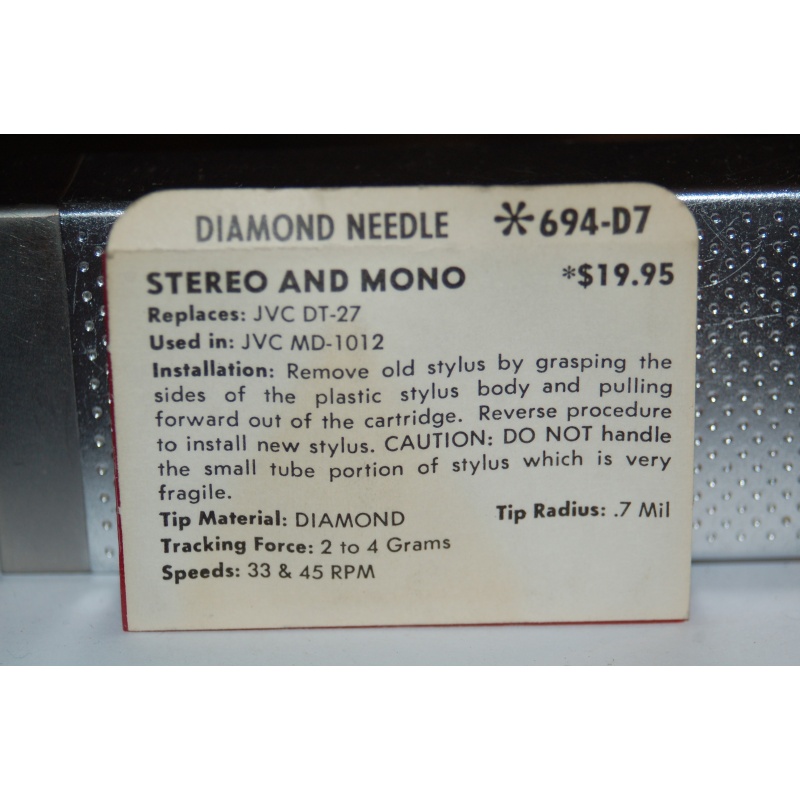 DIAMOND NEEDLE *694-D7
STEREO AND MONO *$19.95
Replaces: JVC DT-27
Used in: JVC MD-1012
Installation: Remove old stylus by grasping the
sides of the plastic stylus body and pulling
forward out of the cartridge. Reverse procedure
to install new stylus. CAUTION: DO NOT handle
the small tube portion of stylus which is very
fragile.
Tip Material: DIAMOND Tip Radius: .7 Mil
Tracking Force: 2 to 4 Grams
Speeds: 33 & 45 RPM